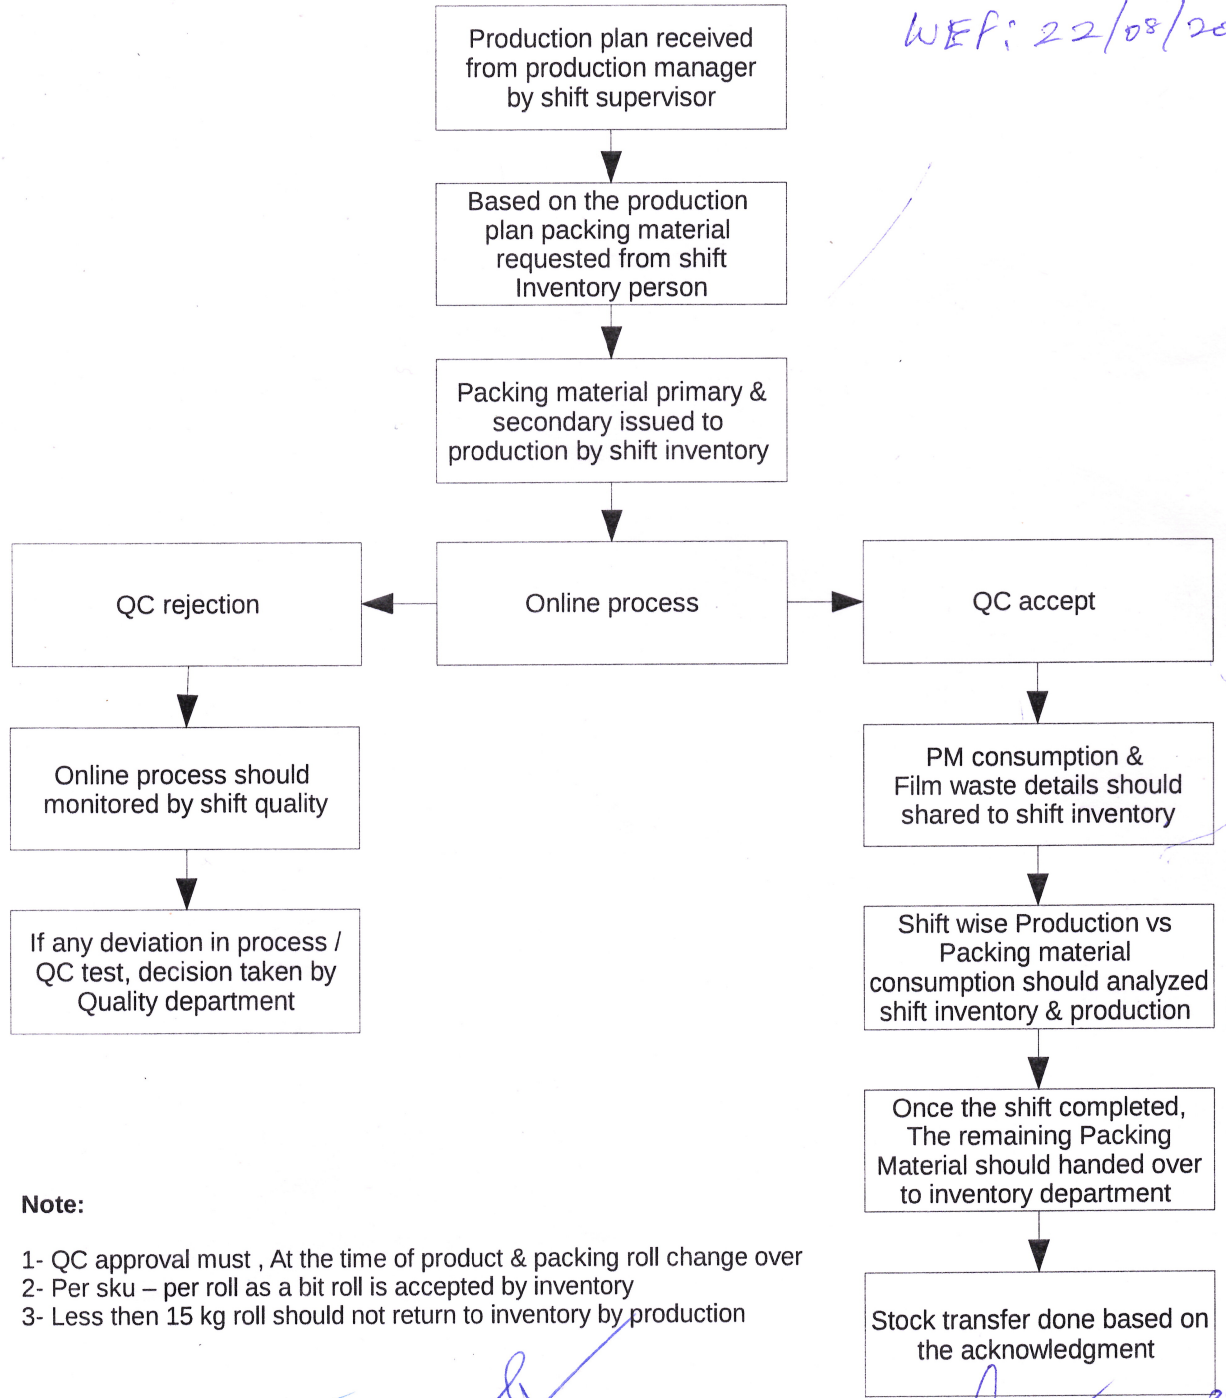 WEF: 22/08/20
Production plan received
from production manager
by shift supervisor
Based on the production
plan packing material
requested from shift
Inventory person
Packing material primary &
secondary issued to
production by shift inventory
QC rejection
Online process
QC accept
Online process should
monitored by shift quality
If any deviation in process /
QC test, decision taken by
Quality department
PM consumption &
Film waste details should
shared to shift inventory
Shift wise Production vs
Packing material
consumption should analyzed
shift inventory & production
Once the shift completed,
The remaining Packing
Material should handed over
to inventory department
Stock transfer done based on
the acknowledgment
Note:
1- QC approval must , At the time of product & packing roll change over
2- Per sku – per roll as a bit roll is accepted by inventory
3- Less then 15 kg roll should not return to inventory by production